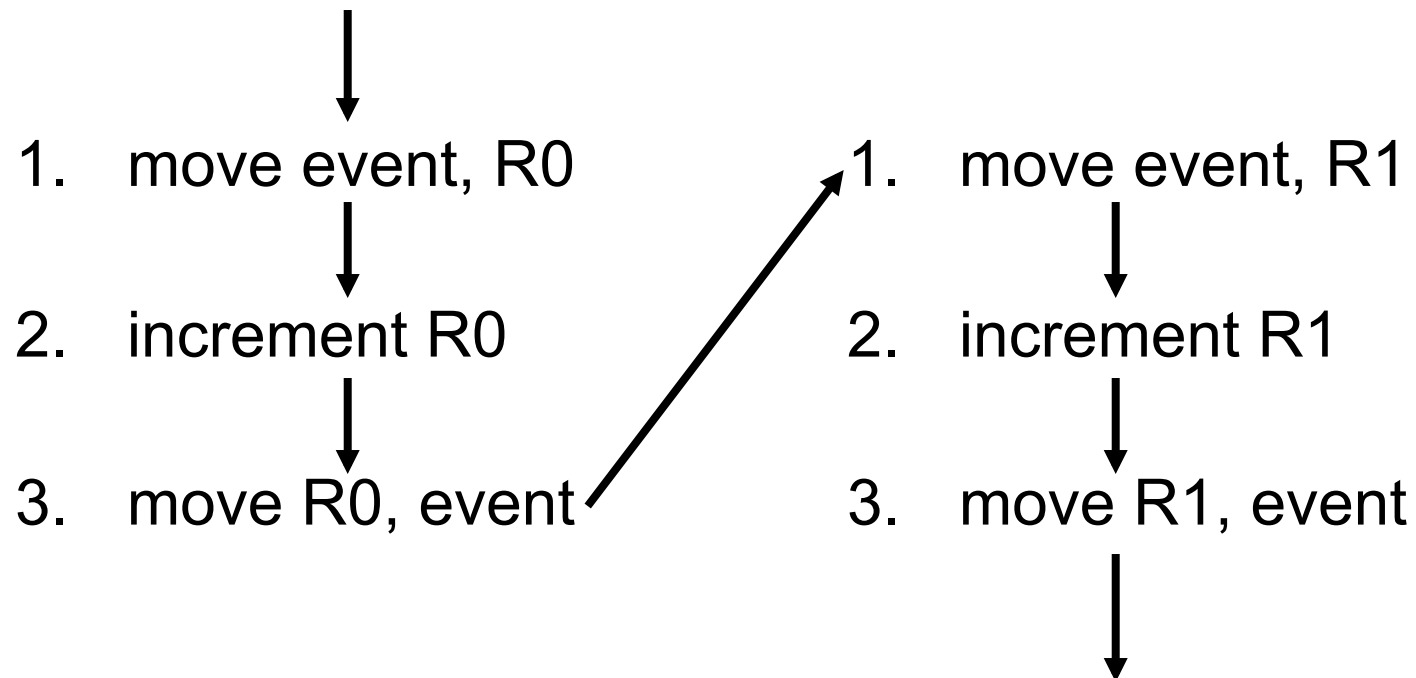 1. move event, R0
2. increment R0
3. move R0, event
1. move event, R1
2. increment R1
3. move R1, event